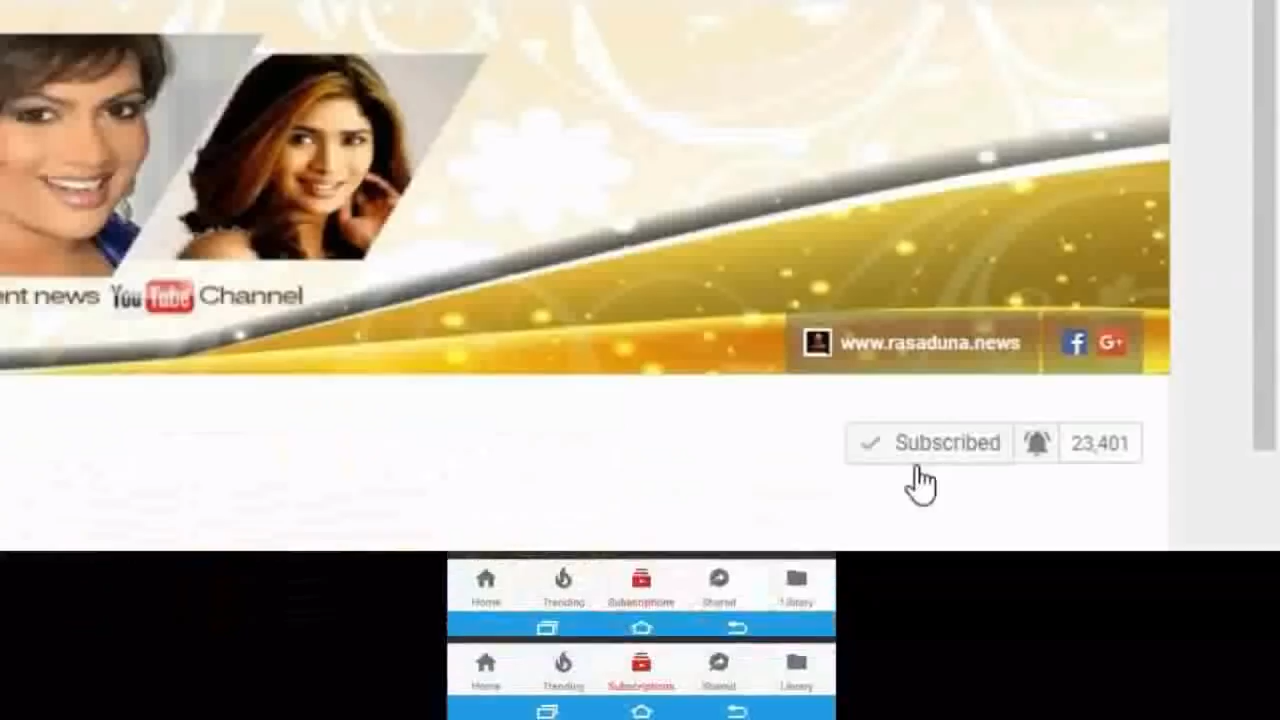 ent news YouTube Channel
www.rasaduna.news
Subscribed 23,401
Home Trending Subscriptions Shared Library
Home Trending Subscriptions Shared Library